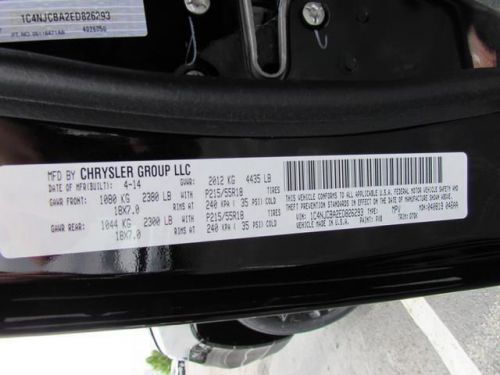 1C4NJCBA2ED826293
MFD BY CHRYSLER GROUP LLC
DATE OF MFR(BUILT): 4-14 GVWR: 2012 KG 4435 LB
GAWR FRONT: 1080 KG 2380 LB WITH P215/55R18 TIRES
18X7.0 RIMS AT 240 KPA ( 35 PSI) COLD
GAWR REAR: 1044 KG 2300 LB WITH P215/55R18 TIRES
18X7.0 RIMS AT 240 KPA ( 35 PSI) COLD
THIS VEHICLE CONFORMS TO ALL APPLICABLE U.S.A. FEDERAL MOTOR VEHICLE
SAFETY, BUMPER, AND THEFT PREVENTION STANDARDS IN EFFECT
ON THE DATE OF MANUFACTURE SHOWN ABOVE
VIN: 1C4NJCBA2ED826293 TYPE: MPV
VEHICLE MADE IN U.S.A. PAINT: TRIM: